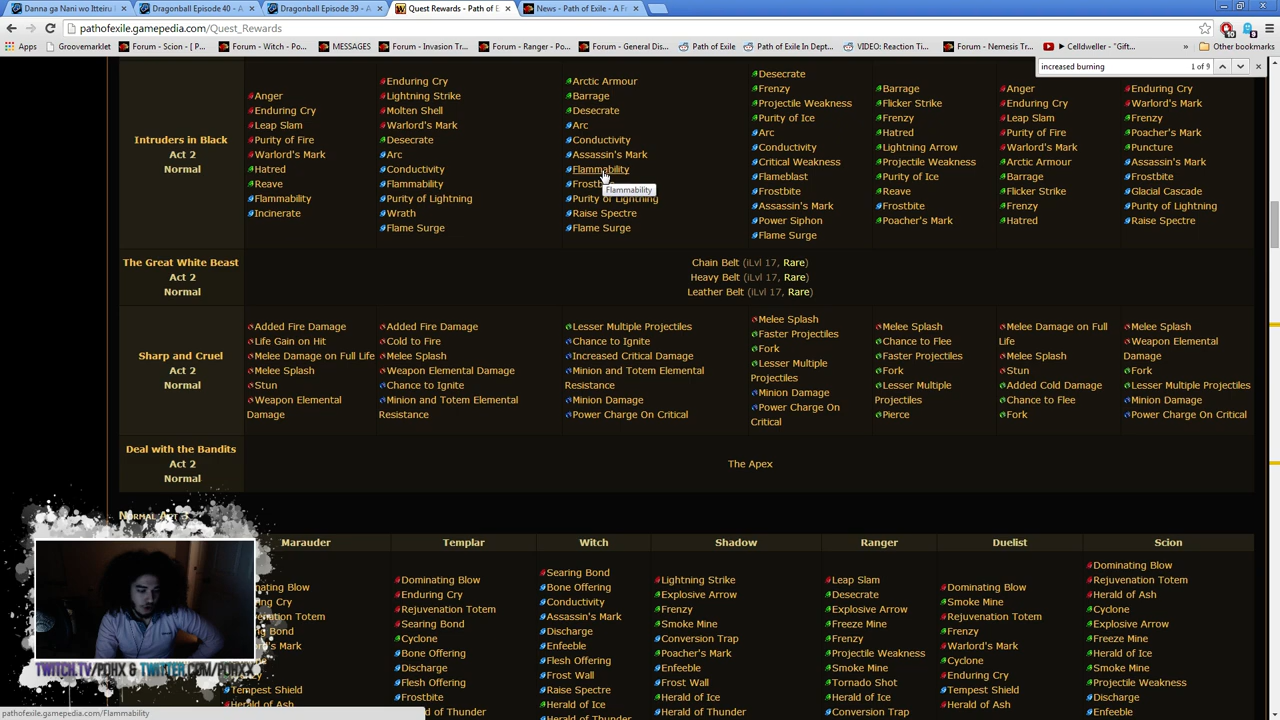 Danna ga Nani wo Itteiru
Dragonball Episode 40 -
Dragonball Episode 39 -
Quest Rewards - Path of E
News - Path of Exile - A Fr
pathofexile.gamepedia.com/Quest_Rewards
Apps
Groovemarklet
Forum - Scion - [ P...
Forum - Witch - Po...
MESSAGES
Forum - Invasion Tr...
Forum - Ranger - Po...
Forum - General Dis...
Path of Exile
Path of Exile In Dept...
VIDEO: Reaction Ti...
Forum - Nemesis Tr...
Celldweller - "Gift...
»
Other bookmarks
increased burning
1 of 9
Intruders in Black
Act 2
Normal
Anger
Enduring Cry
Leap Slam
Purity of Fire
Warlord's Mark
Hatred
Reave
Flammability
Incinerate
Enduring Cry
Lightning Strike
Molten Shell
Warlord's Mark
Desecrate
Arc
Conductivity
Flammability
Purity of Lightning
Wrath
Flame Surge
Arctic Armour
Barrage
Desecrate
Arc
Conductivity
Assassin's Mark
Flammability
Frostb
Flammability
Purity of Lightning
Raise Spectre
Flame Surge
Desecrate
Frenzy
Projectile Weakness
Purity of Ice
Arc
Conductivity
Critical Weakness
Flameblast
Frostbite
Assassin's Mark
Power Siphon
Flame Surge
Barrage
Flicker Strike
Frenzy
Hatred
Lightning Arrow
Projectile Weakness
Purity of Ice
Reave
Frostbite
Poacher's Mark
Anger
Enduring Cry
Leap Slam
Purity of Fire
Warlord's Mark
Arctic Armour
Barrage
Flicker Strike
Frenzy
Hatred
Enduring Cry
Warlord's Mark
Frenzy
Poacher's Mark
Puncture
Assassin's Mark
Frostbite
Glacial Cascade
Purity of Lightning
Raise Spectre
The Great White Beast
Act 2
Normal
Chain Belt (iLvl 17, Rare)
Heavy Belt (iLvl 17, Rare)
Leather Belt (iLvl 17, Rare)
Sharp and Cruel
Act 2
Normal
Added Fire Damage
Life Gain on Hit
Melee Damage on Full Life
Melee Splash
Stun
Weapon Elemental
Damage
Added Fire Damage
Cold to Fire
Melee Splash
Weapon Elemental Damage
Chance to Ignite
Minion and Totem Elemental
Resistance
Lesser Multiple Projectiles
Chance to Ignite
Increased Critical Damage
Minion and Totem Elemental
Resistance
Minion Damage
Power Charge On Critical
Melee Splash
Faster Projectiles
Fork
Lesser Multiple
Projectiles
Minion Damage
Power Charge On
Critical
Melee Splash
Chance to Flee
Faster Projectiles
Fork
Lesser Multiple
Projectiles
Pierce
Melee Damage on Full
Life
Melee Splash
Stun
Added Cold Damage
Chance to Flee
Fork
Melee Splash
Weapon Elemental
Damage
Fork
Lesser Multiple Projectiles
Minion Damage
Power Charge On Critical
Deal with the Bandits
Act 2
Normal
The Apex
Marauder
Templar
Witch
Shadow
Ranger
Duelist
Scion
nating Blow
ing Cry
enation Totem
ng Bond
d's Mark
Tempest Shield
Herald of Ash
Dominating Blow
Enduring Cry
Rejuvenation Totem
Searing Bond
Cyclone
Bone Offering
Discharge
Flesh Offering
Frostbite
Herald of Thunder
Searing Bond
Bone Offering
Conductivity
Assassin's Mark
Discharge
Enfeeble
Flesh Offering
Frost Wall
Raise Spectre
Herald of Ice
Herald of Thunder
Lightning Strike
Explosive Arrow
Frenzy
Smoke Mine
Conversion Trap
Poacher's Mark
Enfeeble
Frost Wall
Herald of Ice
Herald of Thunder
Leap Slam
Desecrate
Explosive Arrow
Freeze Mine
Frenzy
Projectile Weakness
Smoke Mine
Tornado Shot
Herald of Ice
Conversion Trap
Dominating Blow
Smoke Mine
Rejuvenation Totem
Frenzy
Warlord's Mark
Cyclone
Enduring Cry
Tempest Shield
Herald of Ash
Dominating Blow
Rejuvenation Totem
Herald of Ash
Cyclone
Explosive Arrow
Freeze Mine
Herald of Ice
Smoke Mine
Projectile Weakness
Discharge
Enfeeble
TWITCH.TV/POHX & TWITTER.COM/POHXX
pathofexile.gamepedia.com/Flammability